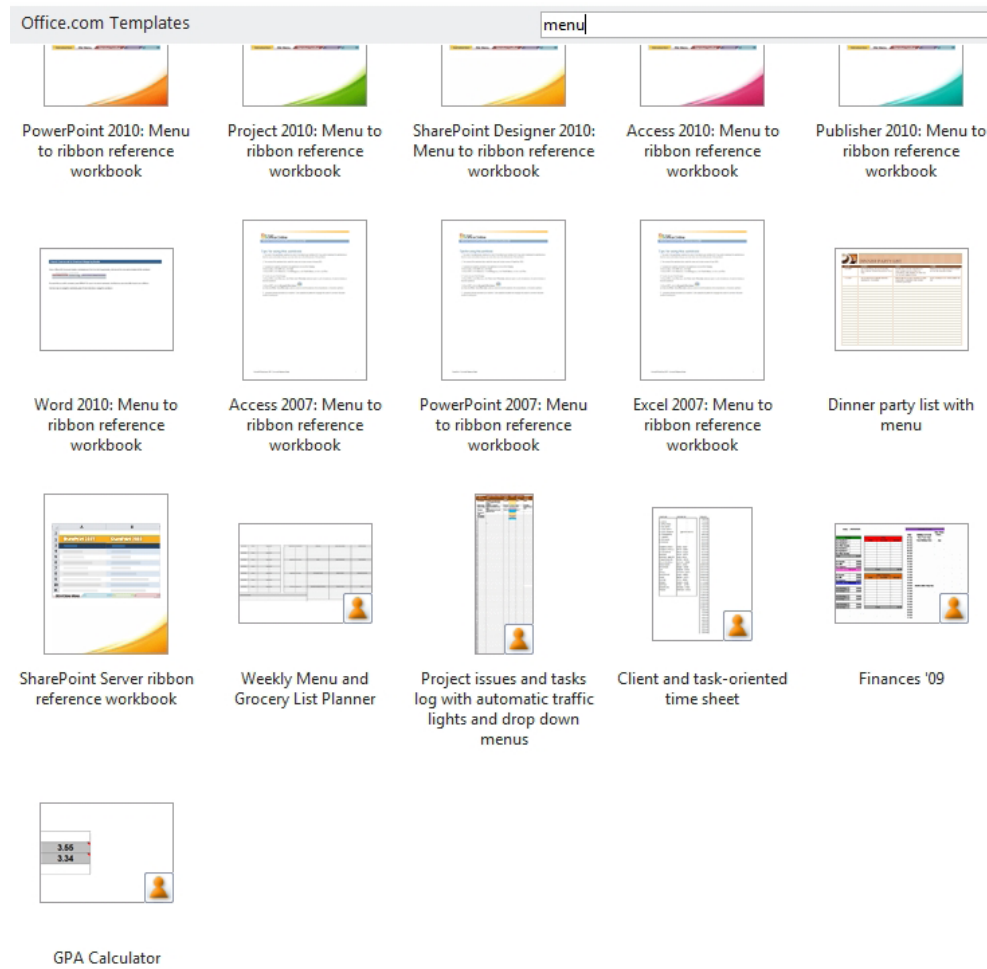 Office.com Templates
menu
PowerPoint 2010: Menu
to ribbon reference
workbook
Project 2010: Menu to
ribbon reference
workbook
SharePoint Designer 2010:
Menu to ribbon reference
workbook
Access 2010: Menu to
ribbon reference
workbook
Publisher 2010: Menu to
ribbon reference
workbook
Word 2010: Menu to
ribbon reference
workbook
Access 2007: Menu to
ribbon reference
workbook
PowerPoint 2007: Menu
to ribbon reference
workbook
Excel 2007: Menu to
ribbon reference
workbook
Dinner party list with
menu
SharePoint Server ribbon
reference workbook
Weekly Menu and
Grocery List Planner
Project issues and tasks
log with automatic traffic
lights and drop down
menus
Client and task-oriented
time sheet
Finances '09
3.55
3.34
GPA Calculator